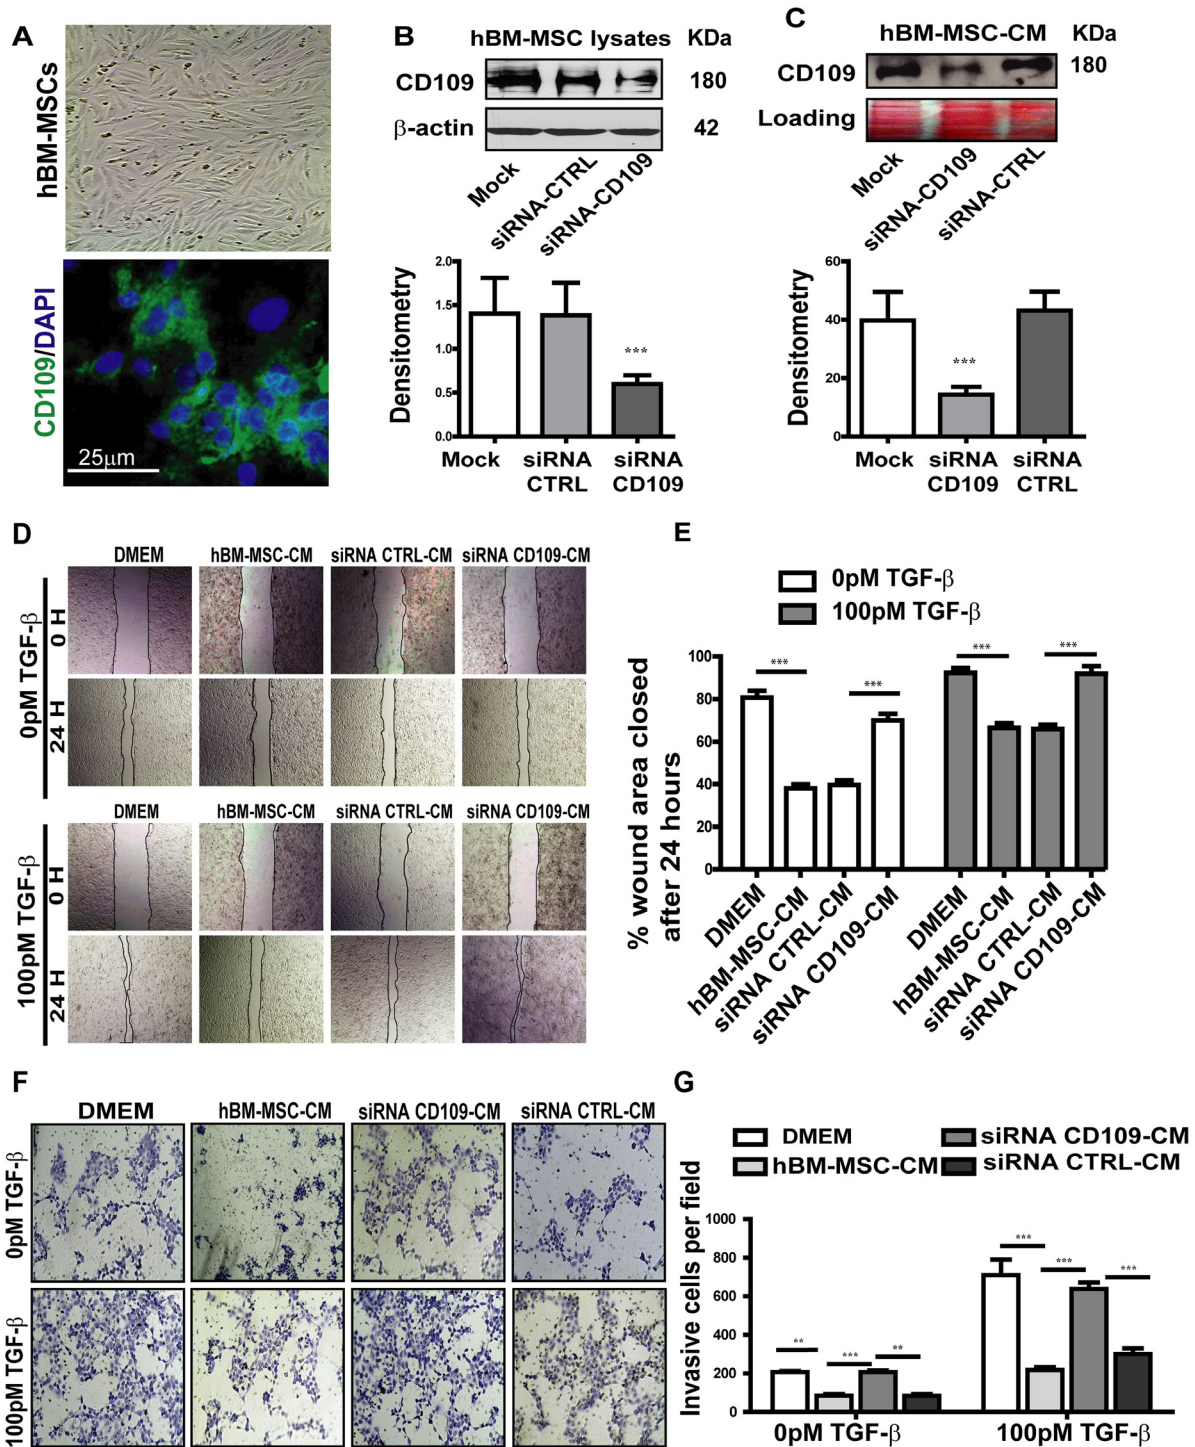 A
hBM-MSCs
CD109/DAPI
25µm
B
hBM-MSC lysates KDa
CD109 180
β-actin 42
Mock
siRNA-CTRL
siRNA-CD109
Densitometry
2.0
1.5
1.0
0.5
0.0
***
Mock siRNA CTRL siRNA CD109
C
hBM-MSC-CM KDa
CD109 180
Loading
Mock
siRNA-CD109
siRNA-CTRL
Densitometry
60
40
20
0
***
Mock siRNA CD109 siRNA CTRL
D
DMEM hBM-MSC-CM siRNA CTRL-CM siRNA CD109-CM
0pM TGF-β
0 H
24 H
DMEM hBM-MSC-CM siRNA CTRL-CM siRNA CD109-CM
100pM TGF-β
0 H
24 H
E
0pM TGF-β
100pM TGF-β
% wound area closed
after 24 hours
100
80
60
40
20
0
*** *** *** ***
DMEM
hBM-MSC-CM
siRNA CTRL-CM
siRNA CD109-CM
DMEM
hBM-MSC-CM
siRNA CTRL-CM
siRNA CD109-CM
F
DMEM hBM-MSC-CM siRNA CD109-CM siRNA CTRL-CM
0pM TGF-β
100pM TGF-β
G
DMEM siRNA CD109-CM
hBM-MSC-CM siRNA CTRL-CM
Invasive cells per field
1000
800
600
400
200
0
** *** ** *** *** ***
0pM TGF-β 100pM TGF-β